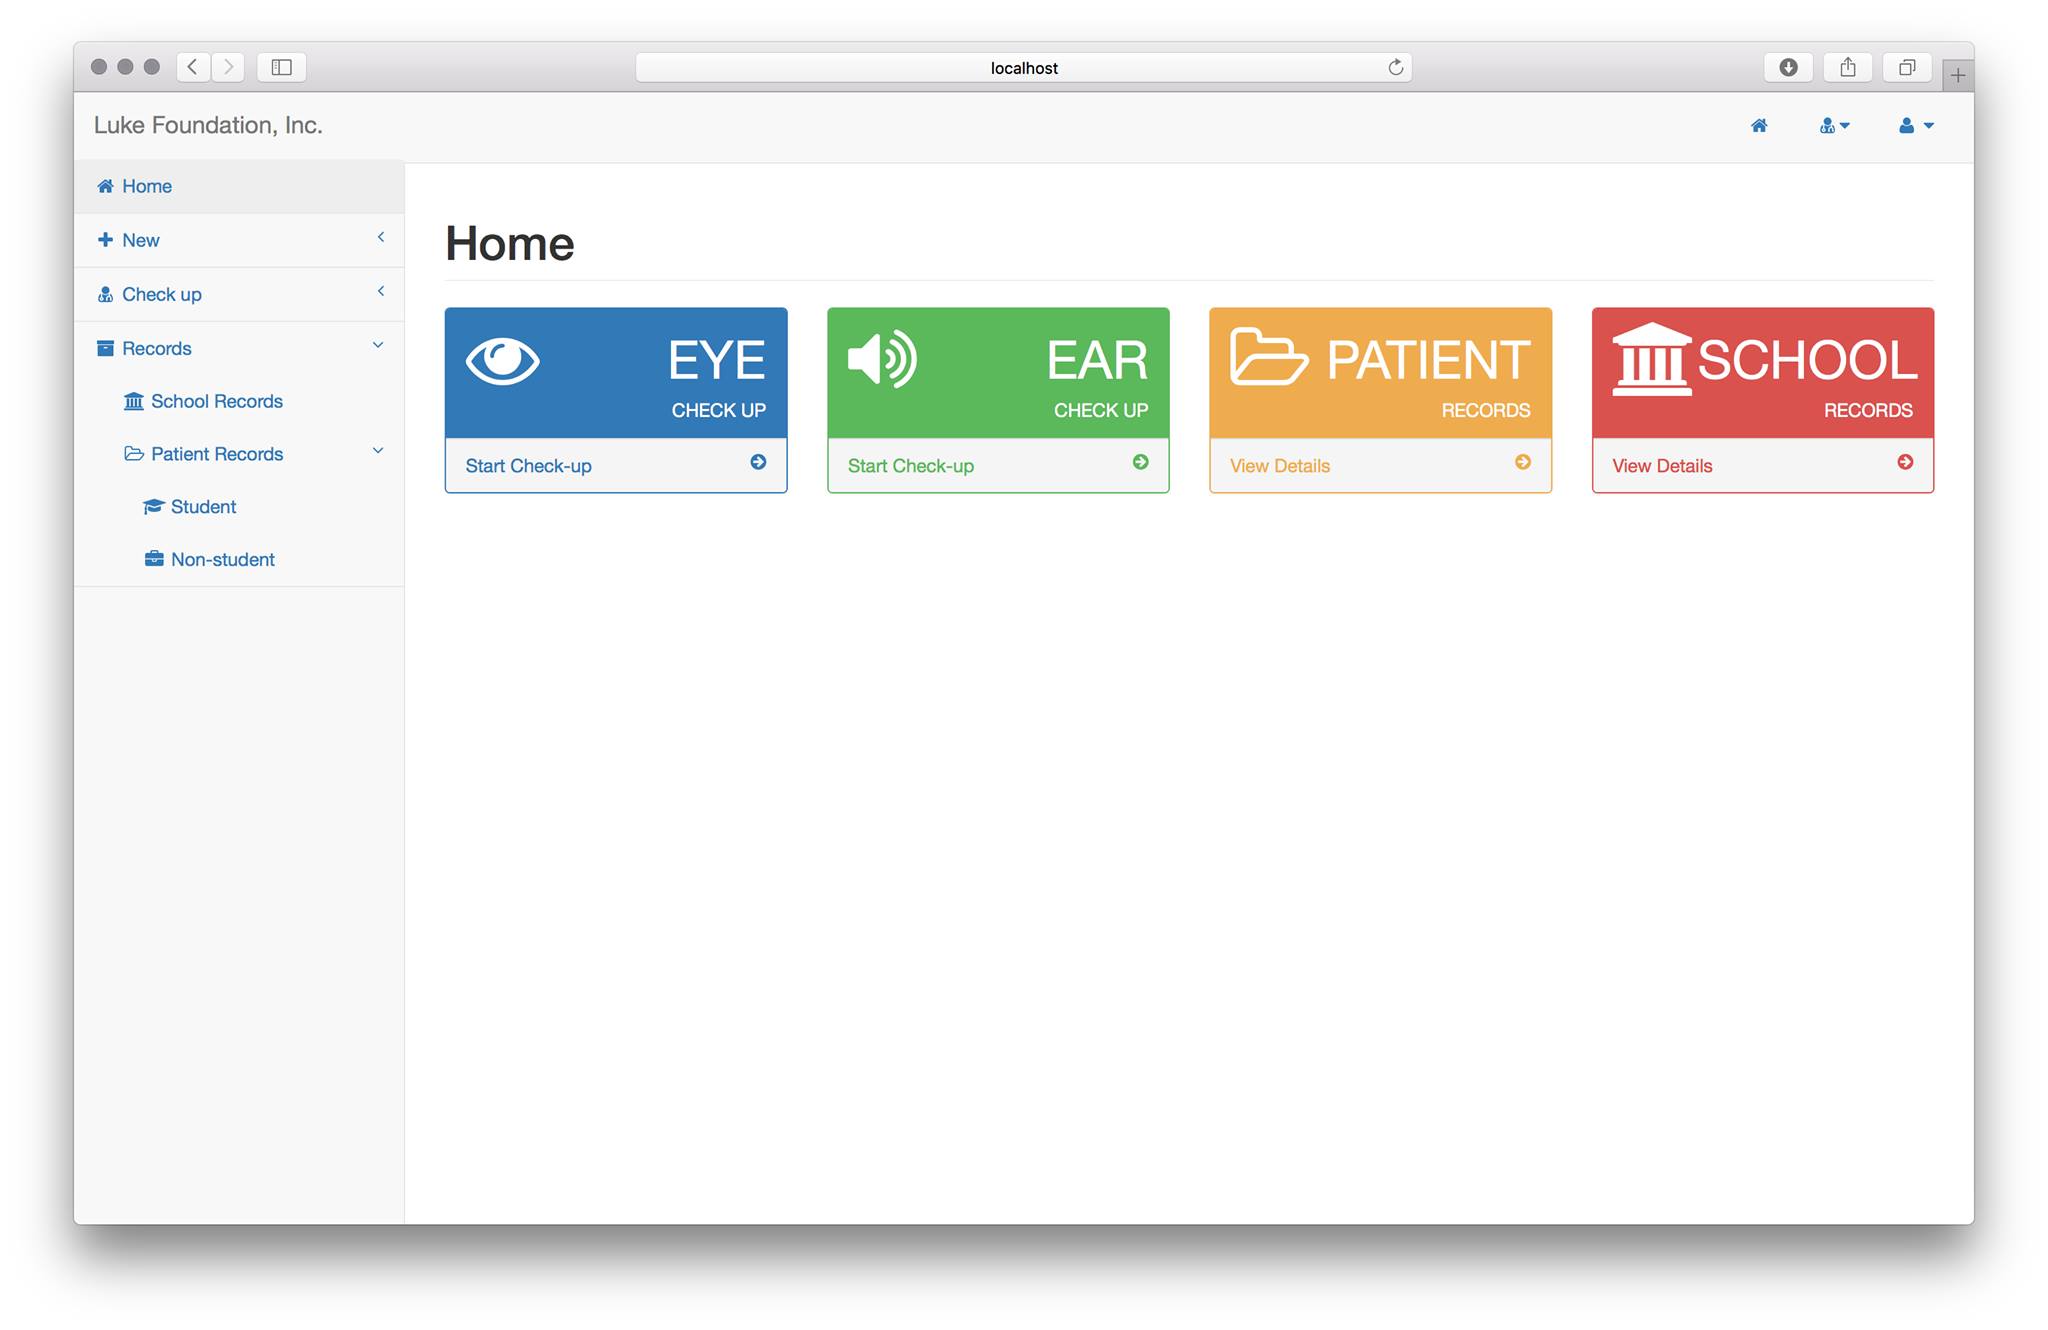 localhost
Luke Foundation, Inc.
Home
New
Check up
Records
School Records
Patient Records
Student
Non-student
Home
EYE
CHECK UP
Start Check-up
EAR
CHECK UP
Start Check-up
PATIENT
RECORDS
View Details
SCHOOL
RECORDS
View Details